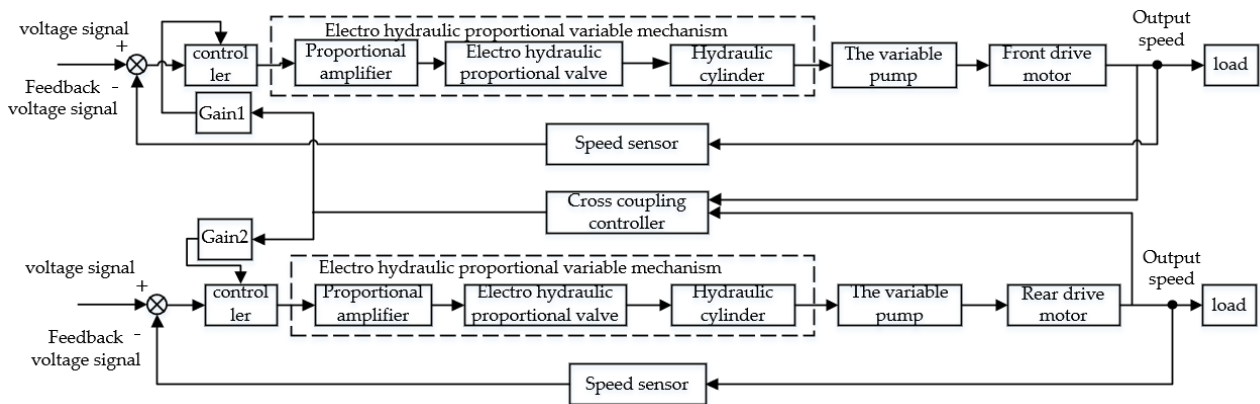 Electro hydraulic proportional variable mechanism
voltage signal
+
control
ler
Proportional
amplifier
Electro hydraulic
proportional valve
Hydraulic
cylinder
The variable
pump
Front drive
motor
Output
speed
load
Feedback -
voltage signal
Gain1
Speed sensor
Cross coupling
controller
Gain2
Electro hydraulic proportional variable mechanism
voltage signal
+
control
ler
Proportional
amplifier
Electro hydraulic
proportional valve
Hydraulic
cylinder
The variable
pump
Rear drive
motor
Output
speed
load
Feedback -
voltage signal
Speed sensor